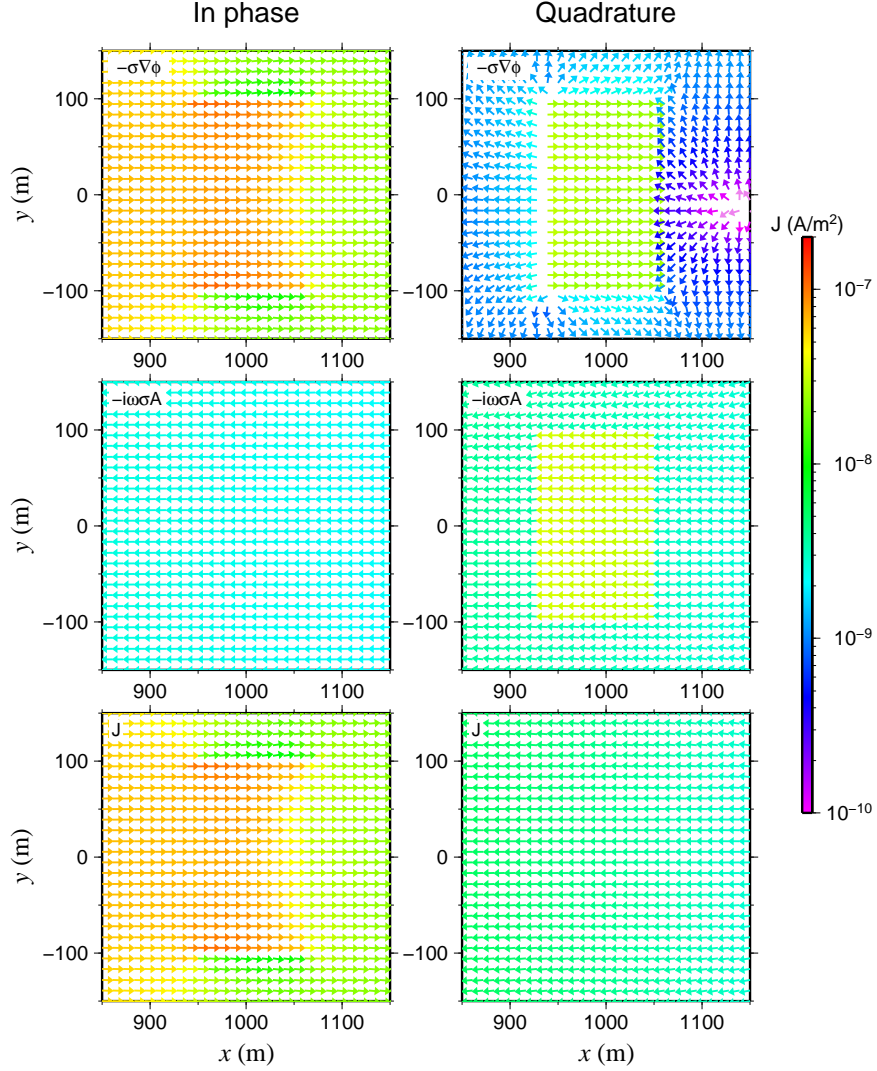 In phase Quadrature
−σ∇ϕ −σ∇ϕ
100 100
0 0
−100 −100
y (m)
900 1000 1100 900 1000 1100
−iωσA −iωσA
100 100
0 0
−100 −100
y (m)
900 1000 1100 900 1000 1100
J J
100 100
0 0
−100 −100
y (m)
900 1000 1100 900 1000 1100
x (m) x (m)
J (A/m²)
10⁻⁷
10⁻⁸
10⁻⁹
10⁻¹⁰